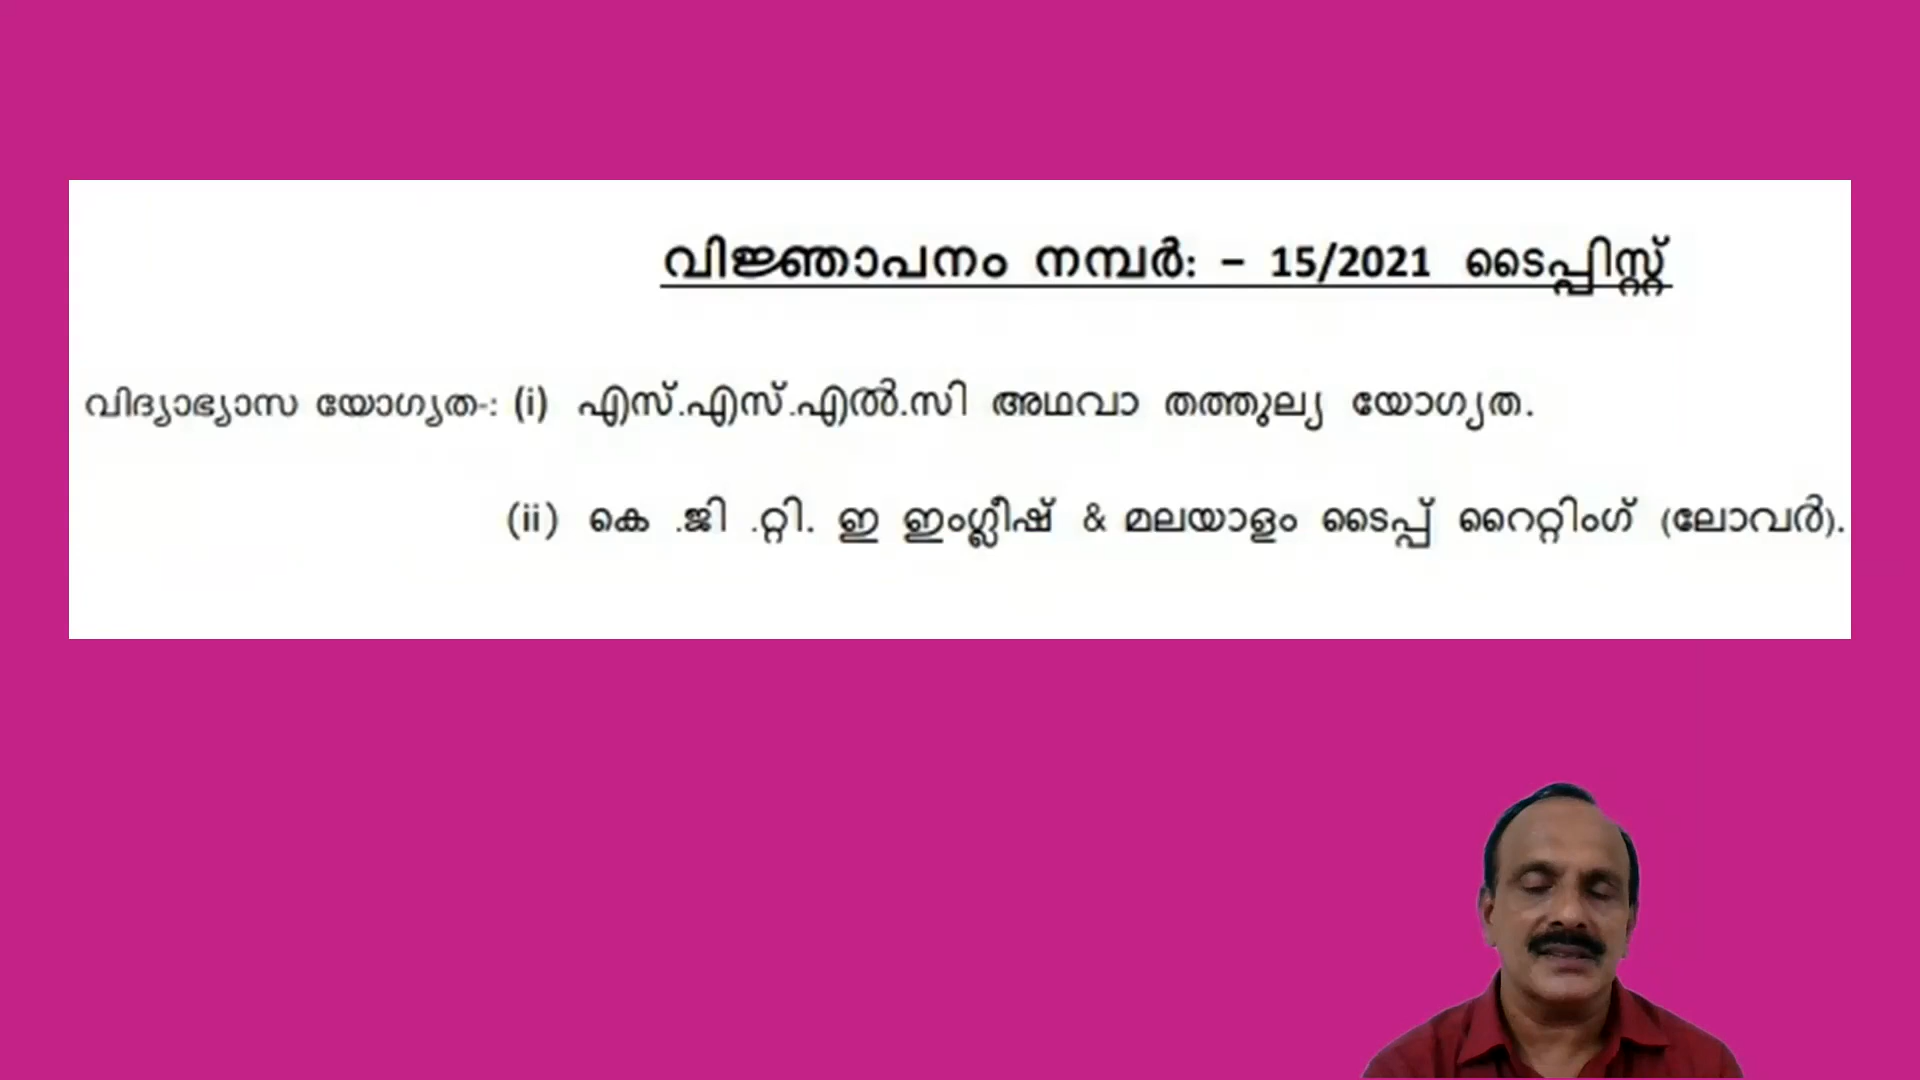 വിജ്ഞാപനം നമ്പർ: – 15/2021 ടൈപ്പിസ്റ്റ്
വിദ്യാഭ്യാസ യോഗ്യത-: (i) എസ്.എസ്.എൽ.സി അഥവാ തത്തുല്യ യോഗ്യത.
(ii) കെ .ജി .റ്റി. ഇ ഇംഗ്ലീഷ് & മലയാളം ടൈപ്പ് റൈറ്റിംഗ് (ലോവർ).